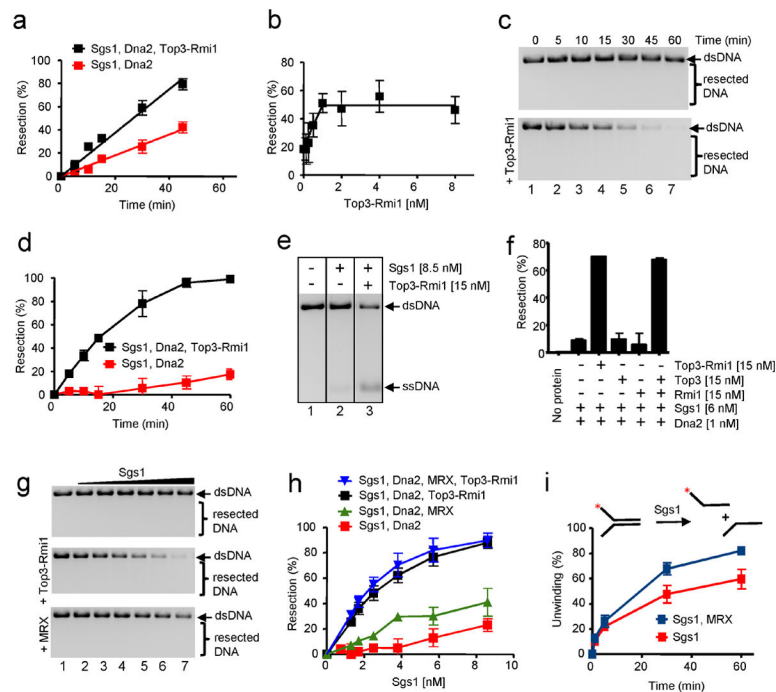 a
Sgs1, Dna2, Top3-Rmi1
Sgs1, Dna2
Resection (%)
100
80
60
40
20
0
0 20 40 60
Time (min)
b
Resection (%)
100
80
60
40
20
0
0 2 4 6 8
Top3-Rmi1 [nM]
c
0 5 10 15 30 45 60 Time (min)
dsDNA
resected
DNA
+ Top3-Rmi1
dsDNA
resected
DNA
1 2 3 4 5 6 7
d
Resection (%)
100
80
60
40
20
0
Sgs1, Dna2, Top3-Rmi1
Sgs1, Dna2
0 20 40 60
Time (min)
e
- + + Sgs1 [8.5 nM]
- - + Top3-Rmi1 [15 nM]
dsDNA
ssDNA
1 2 3
f
Resection (%)
80
60
40
20
0
No protein
- + - - - Top3-Rmi1 [15 nM]
- - + - + Top3 [15 nM]
- - - + + Rmi1 [15 nM]
+ + + + + Sgs1 [6 nM]
+ + + + + Dna2 [1 nM]
g
Sgs1
dsDNA
resected
DNA
+ Top3-Rmi1
dsDNA
resected
DNA
+ MRX
dsDNA
resected
DNA
1 2 3 4 5 6 7
h
Sgs1, Dna2, MRX, Top3-Rmi1
Sgs1, Dna2, Top3-Rmi1
Sgs1, Dna2, MRX
Sgs1, Dna2
Resection (%)
100
80
60
40
20
0
0 2 4 6 8 10
Sgs1 [nM]
i
* Sgs1 *
+
Unwinding (%)
100
80
60
40
20
0
Sgs1, MRX
Sgs1
0 20 40 60
Time (min)